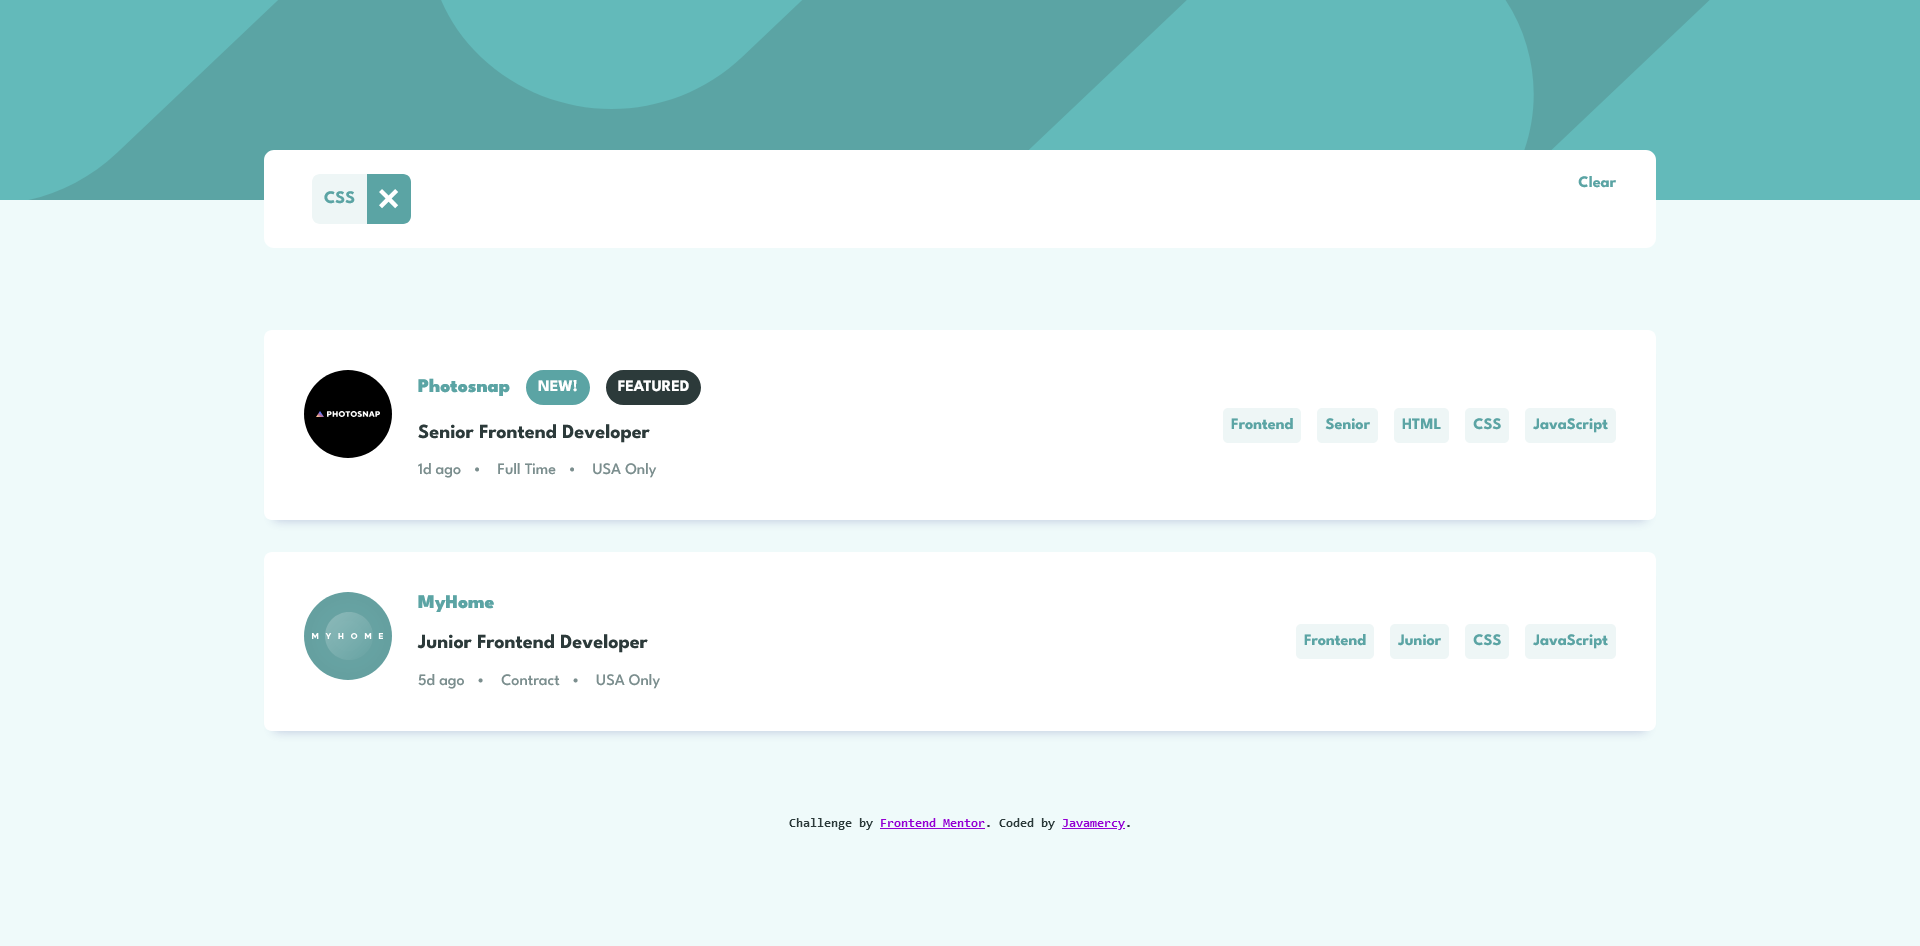 CSS
Clear
PHOTOSNAP
Photosnap NEW! FEATURED
Senior Frontend Developer
1d ago • Full Time • USA Only
Frontend Senior HTML CSS JavaScript
MYHOME
MyHome
Junior Frontend Developer
5d ago • Contract • USA Only
Frontend Junior CSS JavaScript
Challenge by Frontend Mentor. Coded by Javamercy.